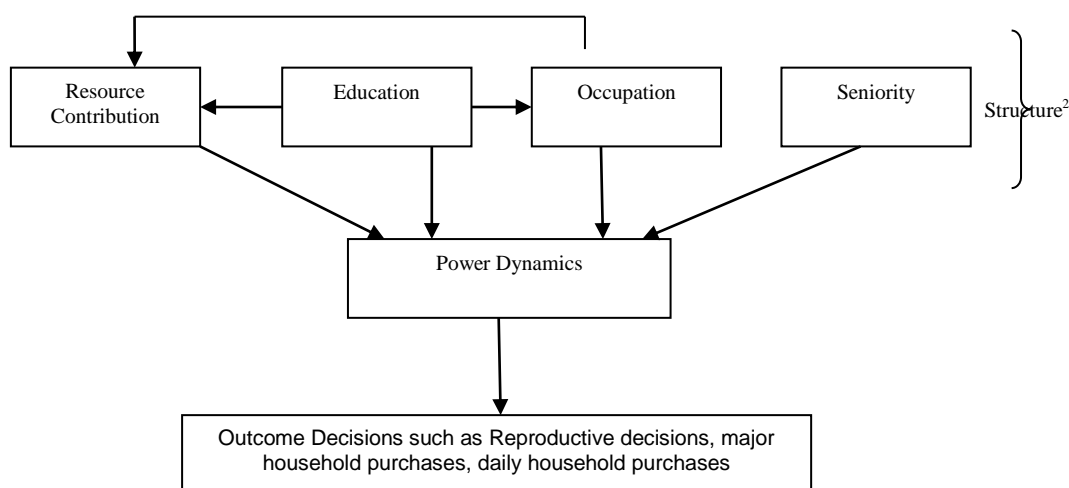 Resource
Contribution
Education
Occupation
Seniority
Structure²
Power Dynamics
Outcome Decisions such as Reproductive decisions, major
household purchases, daily household purchases